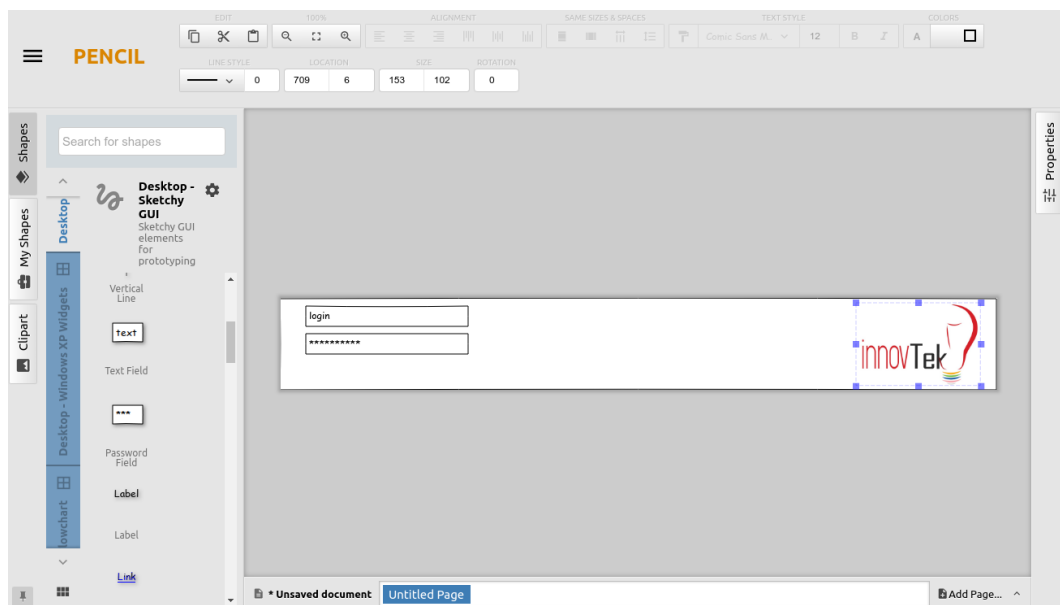 EDIT
100%
ALIGNMENT
SAME SIZES & SPACES
TEXT STYLE
COLORS
Comic Sans M..
12
B
I
A
PENCIL
LINE STYLE
LOCATION
SIZE
ROTATION
0
709
6
153
102
0
Shapes
My Shapes
Clipart
Search for shapes
Desktop
Desktop - Windows XP Widgets
lowchart
Desktop -
Sketchy
GUI
Sketchy GUI
elements
for
prototyping
Vertical
Line
text
Text Field
***
Password
Field
Label
Label
Link
login
**********
innovTek
Properties
* Unsaved document
Untitled Page
Add Page...